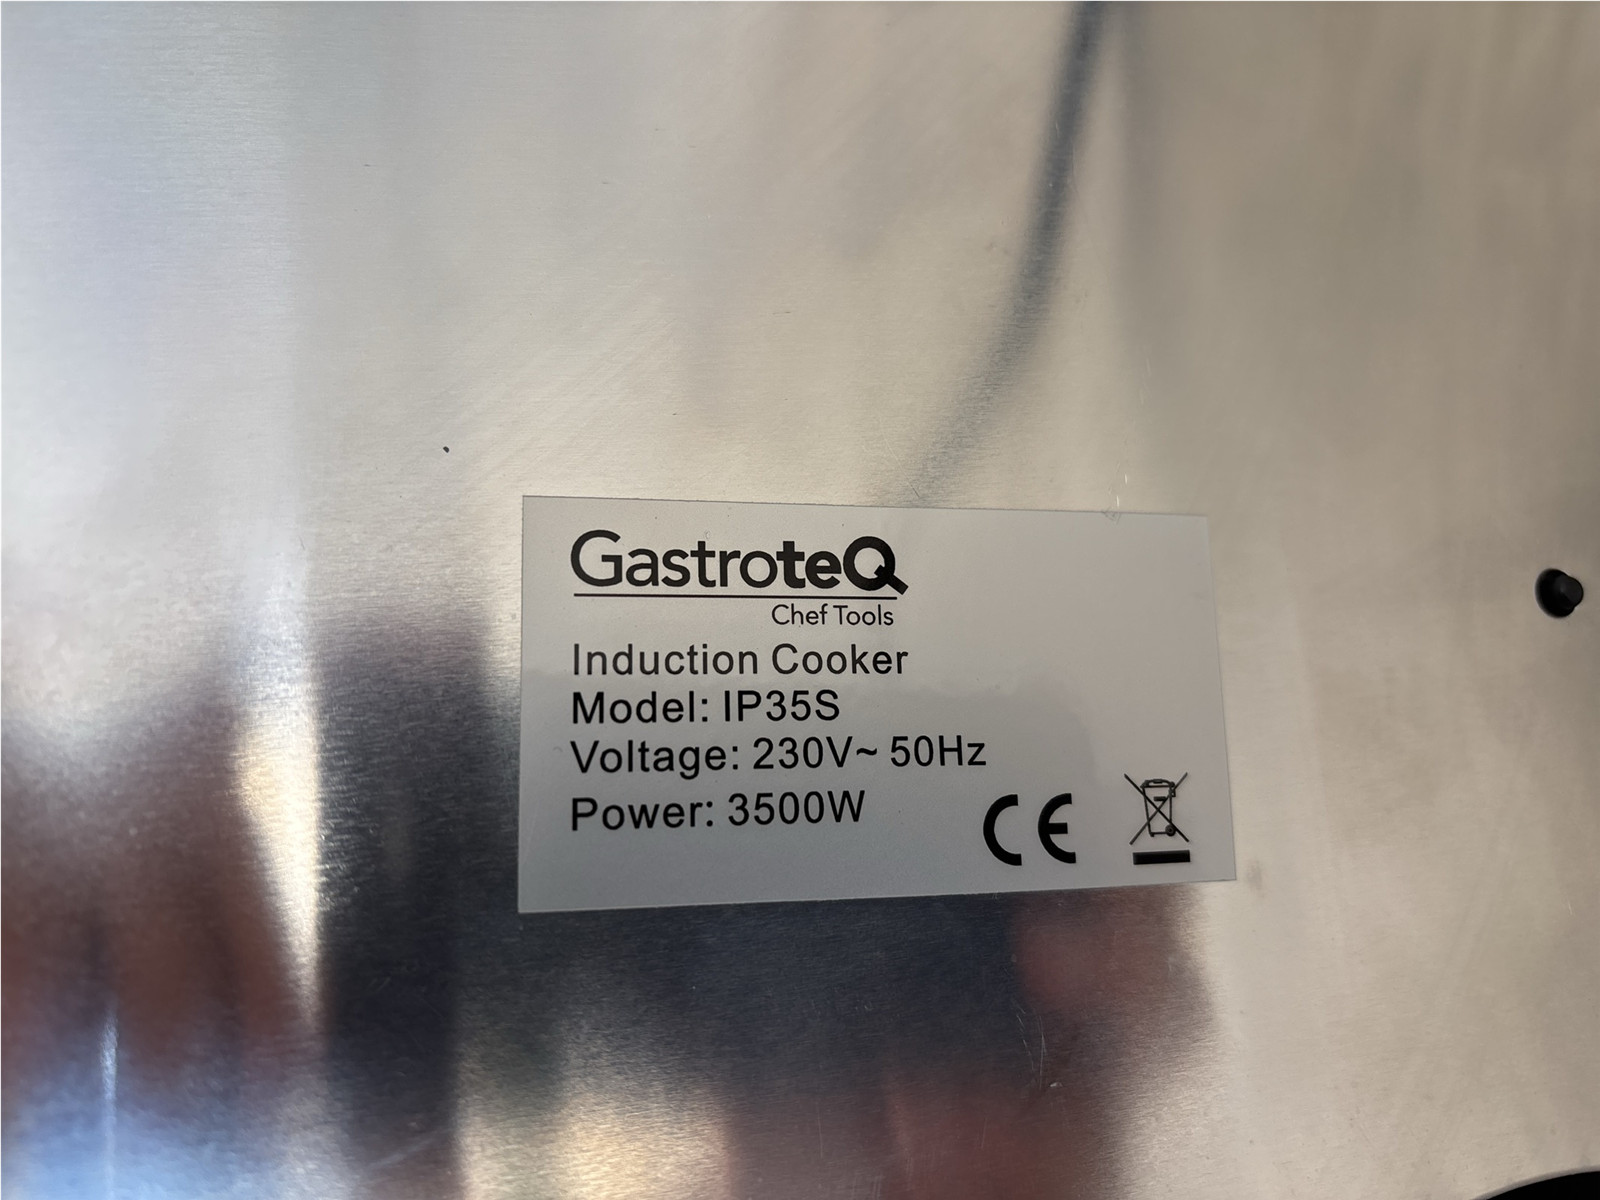 GastroteQ
Chef Tools
Induction Cooker
Model: IP35S
Voltage: 230V~ 50Hz
Power: 3500W
CE